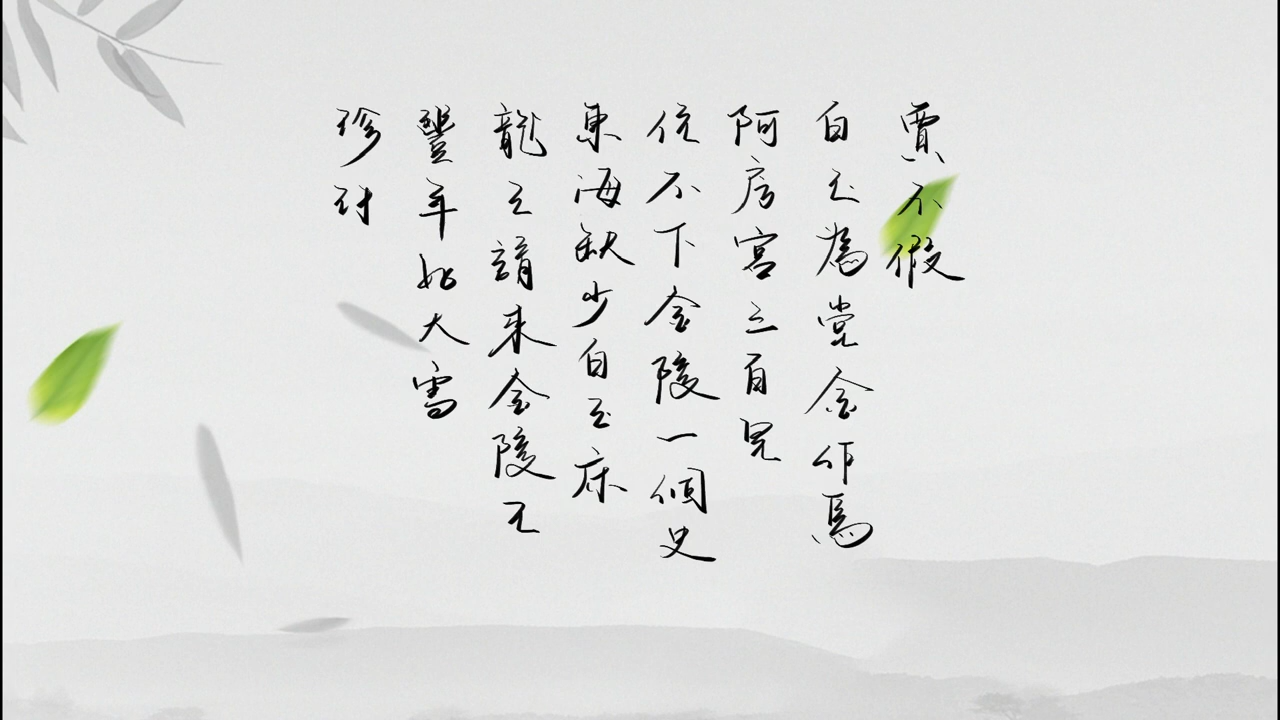 賈不假
白玉為堂金作馬
阿房宮三百里
住不下金陵一個史
東海缺少白玉床
龍王請來金陵王
豐年好大雪
珍